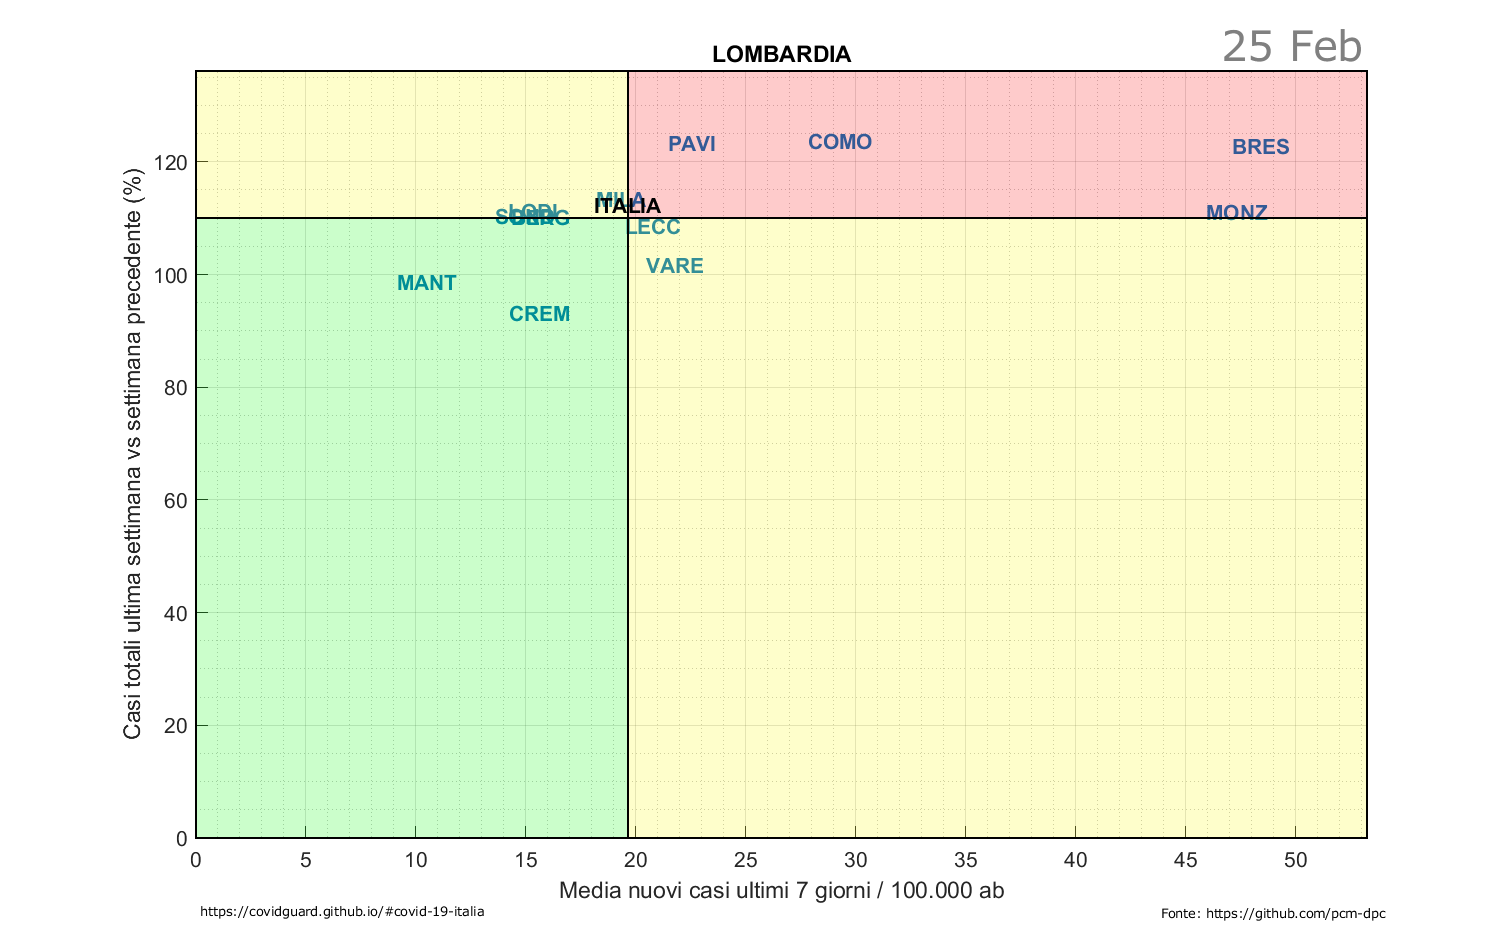 25 Feb
LOMBARDIA
PAVI
COMO
BRES
MILA
ITALIA
LODI
MONZ
BERG
LECC
VARE
MANT
CREM
Casi totali ultima settimana vs settimana precedente (%)
120
100
80
60
40
20
0
0 5 10 15 20 25 30 35 40 45 50
Media nuovi casi ultimi 7 giorni / 100.000 ab
https://covidguard.github.io/#covid-19-italia
Fonte: https://github.com/pcm-dpc